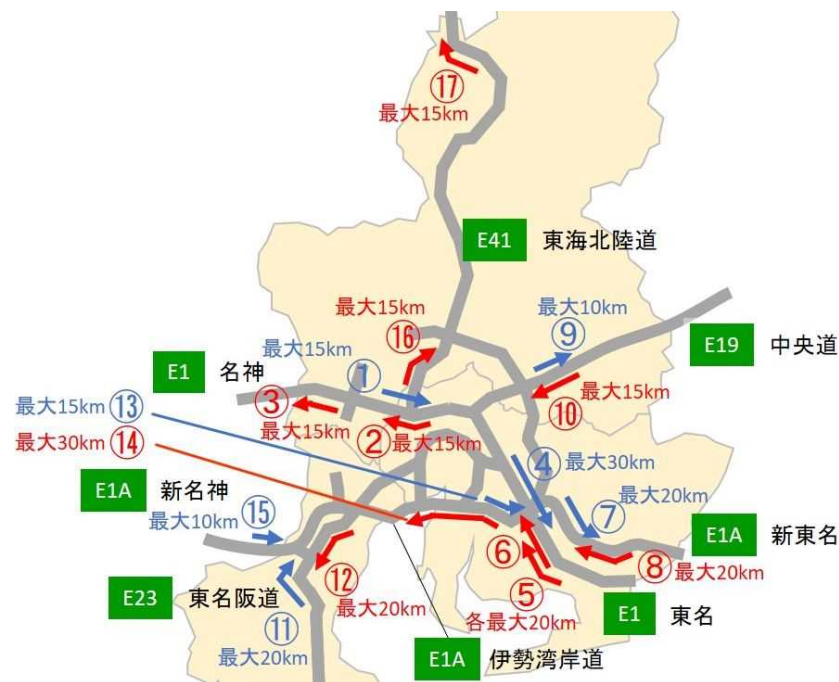 ⑰
最大15km
E41 東海北陸道
最大15km
⑯
最大10km
⑨
E19 中央道
E1 名神
最大15km
①
③
最大15km
②
最大15km
⑩
最大15km
最大15km⑬
最大30km⑭
④
最大30km
E1A 新名神
最大10km
⑮
⑦
最大20km
E1A 新東名
⑥
⑧
最大20km
⑤
各最大20km
⑫
最大20km
E23 東名阪道
⑪
最大20km
E1 東名
E1A 伊勢湾岸道